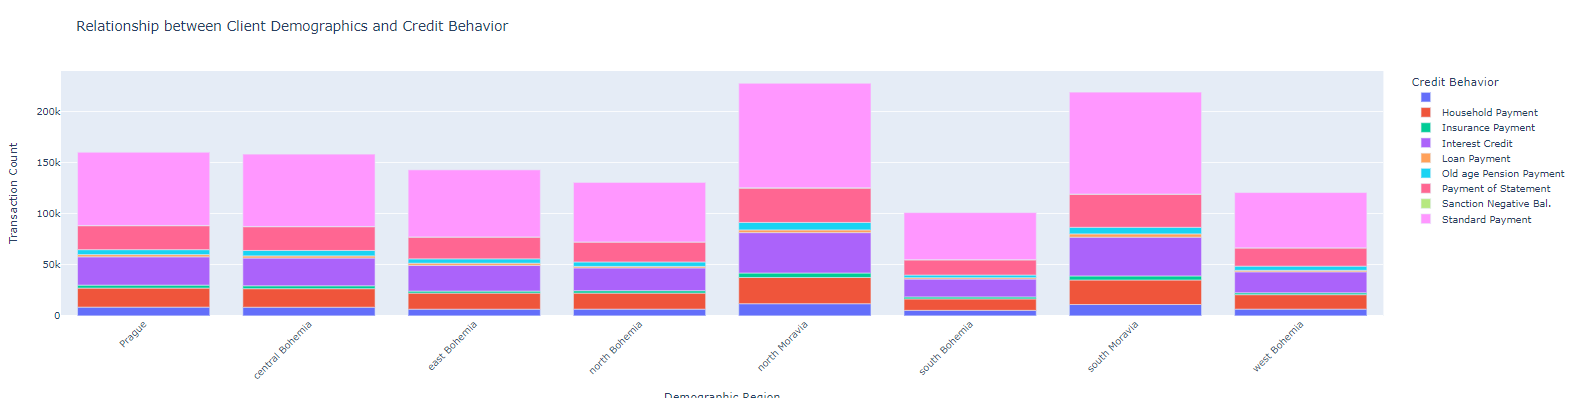 Relationship between Client Demographics and Credit Behavior
Transaction Count
200k
150k
100k
50k
0
Prague
central Bohemia
east Bohemia
north Bohemia
north Moravia
south Bohemia
south Moravia
west Bohemia
Demographic Region
Credit Behavior
Household Payment
Insurance Payment
Interest Credit
Loan Payment
Old age Pension Payment
Payment of Statement
Sanction Negative Bal.
Standard Payment